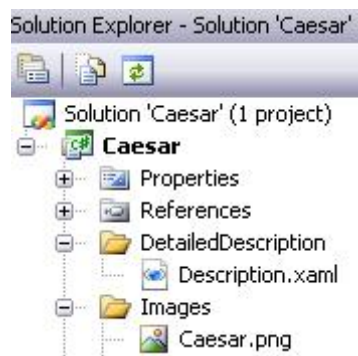 Solution Explorer - Solution 'Caesar'
Solution 'Caesar' (1 project)
C#
Caesar
Properties
References
DetailedDescription
Description.xaml
Images
Caesar.png